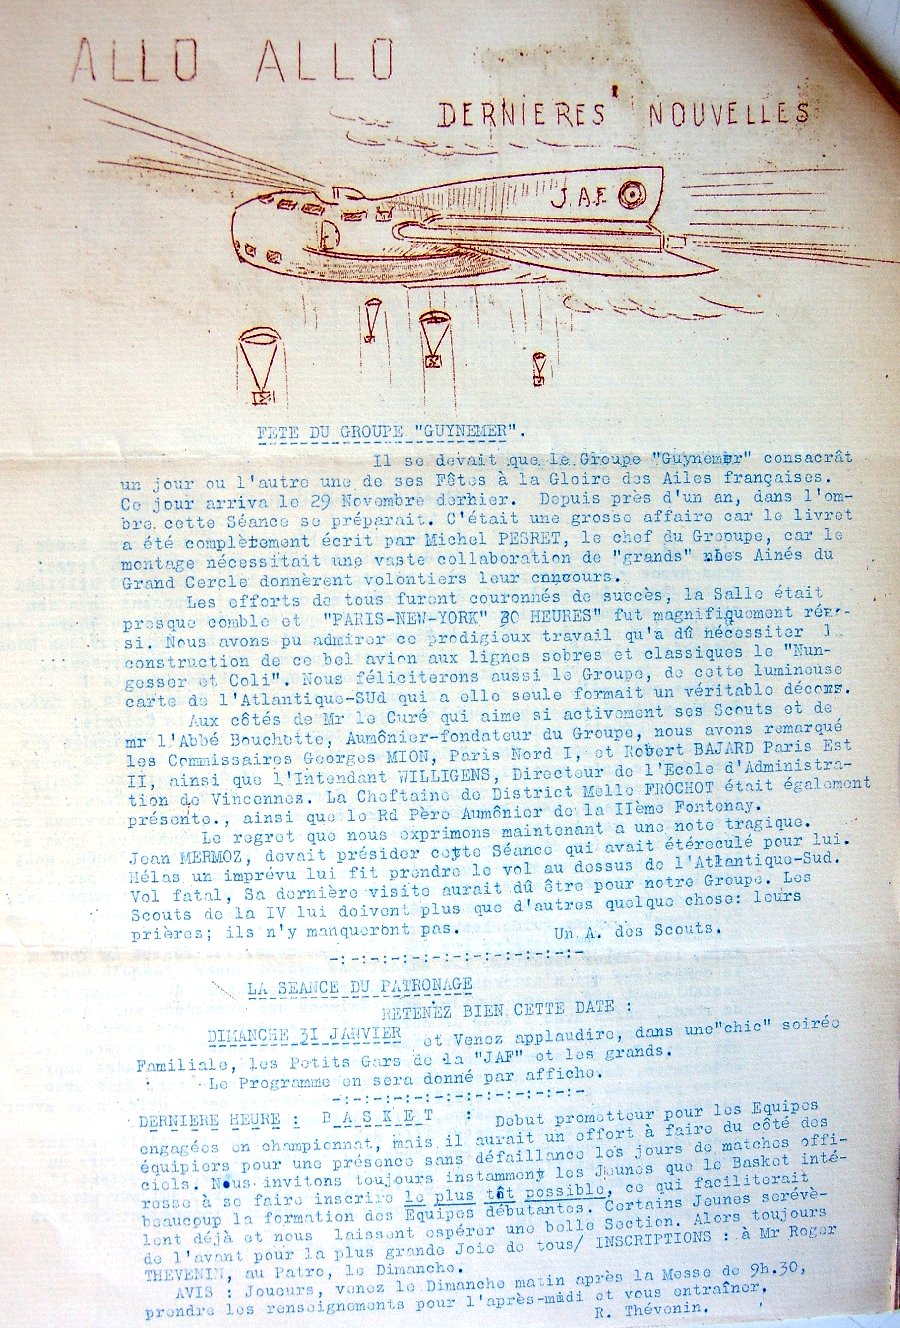 ALLO ALLO
DERNIERES NOUVELLES
J.AF.
FETE DU GROUPE "GUYNEMER".
Il se devait que le Groupe "Guynemer" consacrât
un jour ou l'autre une de ses Fêtes à la Gloire des Ailes françaises.
Ce jour arriva le 29 Novembre derhier. Depuis près d'un an, dans l'om-
bre cette Séance se préparait. C'était une grosse affaire car le livret
a été complètement écrit par Michel PESRET, le chef du Grooupe, car le
montage nécessitait une vaste collaboration de "grands" des Ainés du
Grand Cercle donnèrent volontiers leur concours.
Les efforts de tous furent couronnés de succès, la Salle était
presque comble et "PARIS-NEW-YORK" 30 HEURES" fut magnifiquement réus-
si. Nous avons pu admirer ce prodigieux travail qu'a dû nécessiter
construction de ce bel avion aux lignes sobres et classiques le "Nun-
gesser et Coli". Nous féliciterons aussi le Groupe, de cette lumineuse
carte de l'Atlantique-SUd qui a elle seule formait un véritable décors.
Aux côtés de Mr le Curé qui aime si activement ses Scouts et de
mr l'Abbé Bouchette, Aumônier-fondateur du Groupe, nous avons remarqué
les Commissaires Georges MION, Paris Nord I, et Robert BAJARD Paris Est
II, ainsi que l'Intendant WILLIGENS, Directeur de l'Ecole d'Administra-
tion de Vincennes. La Cheftaine de District Melle FROCHOT était également
présente., ainsi que le Rd Père Aumônier de la IIème Fontenay.
Le regret que nous exprimons maintenant a une note tragique.
Jean MERMOZ, devait présider cette Séance qui avait étéreculé pour lui.
Hélas un imprévu lui fit prendre le vol au dessus de l'Atlantique-Sud.
Vol fatal, Sa dernière visite aurait dû être pour notre Groupe. Les
Scouts de la IV lui doivent plus que d'autres quelque chose: leurs
prières; ils n'y manqueront pas.
Un A. des Scouts.
-:-:-:-:-:-:-:-:-:-:-:-
LA SEANCE DU PATRONAGE
RETENEZ BIEN CETTE DATE :
DIMANCHE 31 JANVIER et Venez applaudire, dans une"chic" soirée
Familiale, les Petits Gars de la "JAF" et les grands.
Le Programme en sera donné par affiche.
-:-:-:-:-:-:-:-:-:-:-:-
DERNIERE HEURE : B A S K E T : Debut prometteur pour les Equipes
engagées en championnat, mais il aurait un effort à faire du côté des
équipiers pour une présence sans défaillance les jours de matches offi-
ciels. Nous invitons toujours instamment les Jeunes que le Basket inté-
resse à se faire inscrire le plus tôt possible, ce qui faciliterait
beaucoup la formation des Equipes débutantes. Certains Jeunes serévè-
lent déjà et nous laissent espérer une belle Section. Alors toujours
de l'avant pour la plus grande Joie de tous/ INSCRIPTIONS : à Mr Roger
THEVENIN, au Patro, le Dimanche.
AVIS : Joueurs, venez le Dimanche matin après la Messe de 9h.30,
prendre les renseignements pour l'après-midi et vous entraîner.
R. Thévenin.